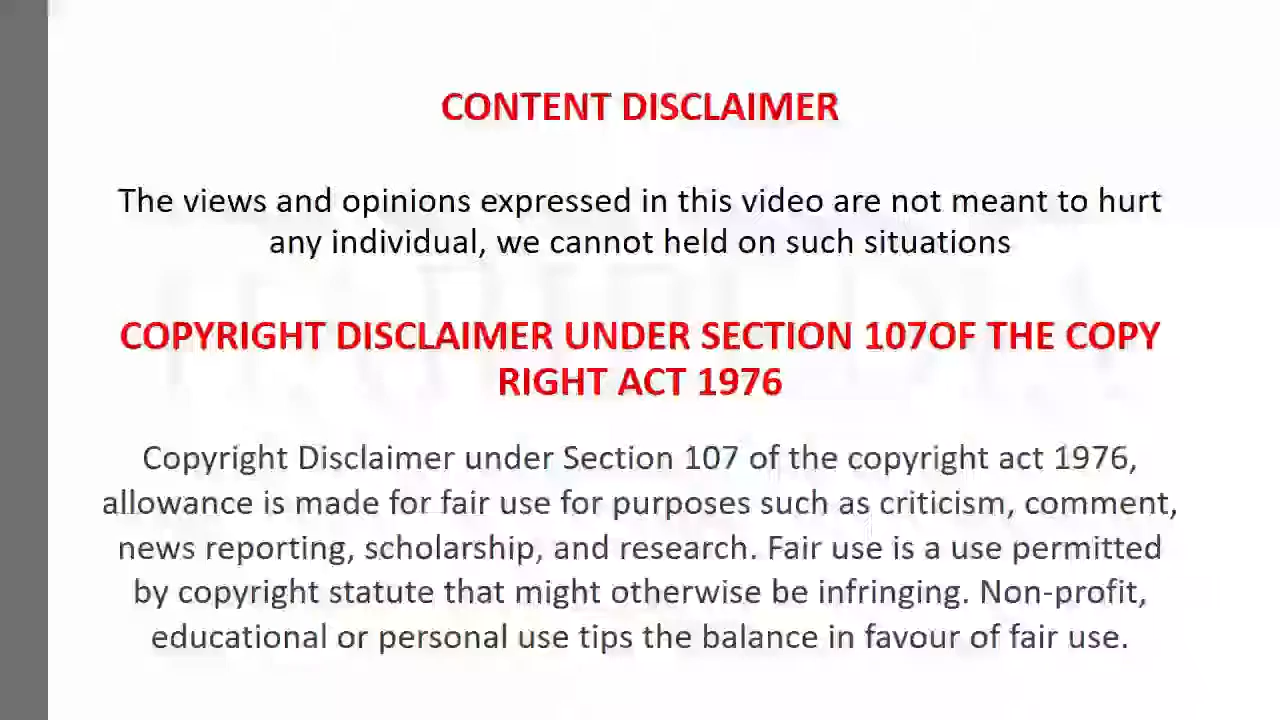 CONTENT DISCLAIMER
The views and opinions expressed in this video are not meant to hurt
any individual, we cannot held on such situations
COPYRIGHT DISCLAIMER UNDER SECTION 107OF THE COPY
RIGHT ACT 1976
Copyright Disclaimer under Section 107 of the copyright act 1976,
allowance is made for fair use for purposes such as criticism, comment,
news reporting, scholarship, and research. Fair use is a use permitted
by copyright statute that might otherwise be infringing. Non-profit,
educational or personal use tips the balance in favour of fair use.